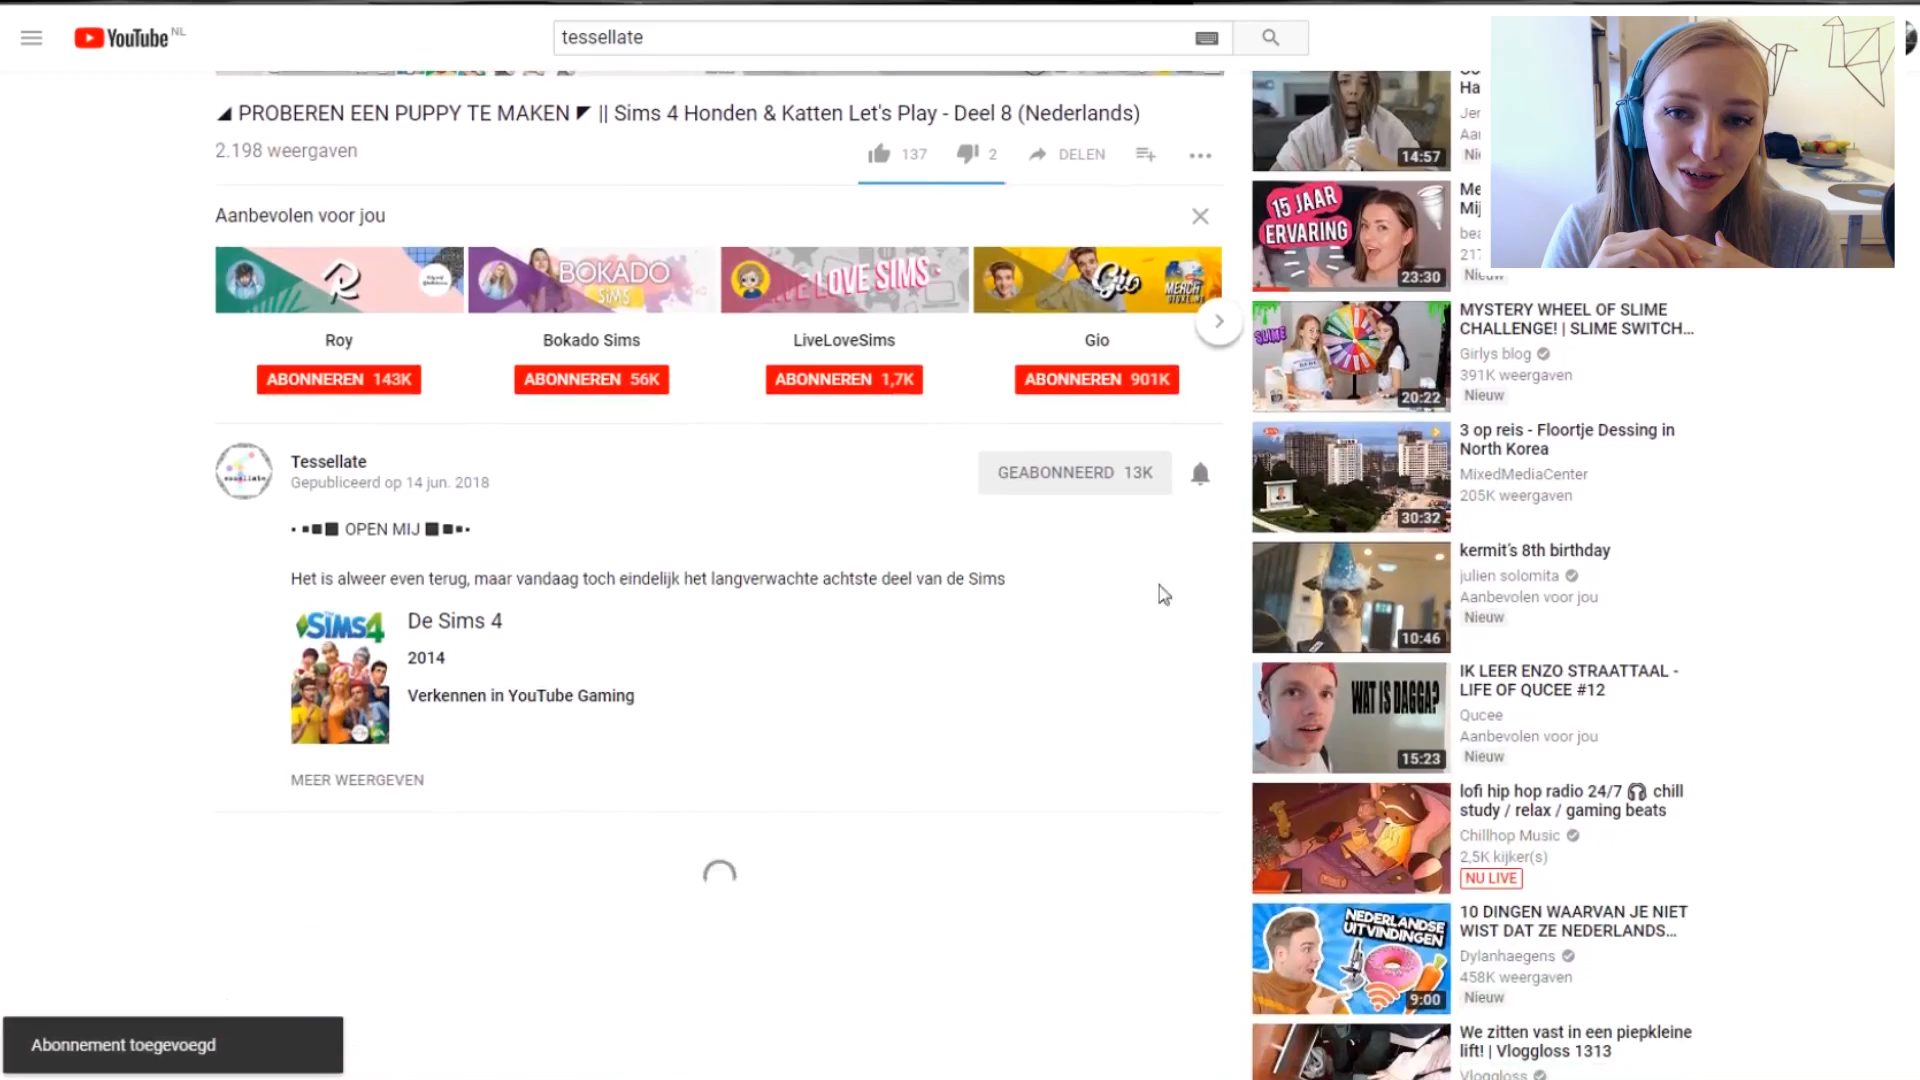 YouTube NL
tessellate
◢ PROBEREN EEN PUPPY TE MAKEN ◤ || Sims 4 Honden & Katten Let's Play - Deel 8 (Nederlands)
2.198 weergaven
137
2
DELEN
Aanbevolen voor jou
R
BOKADO
SiMS
LOVE SIMS
Gio
MERCH
Roy
Bokado Sims
LiveLoveSims
Gio
ABONNEREN 143K
ABONNEREN 56K
ABONNEREN 1,7K
ABONNEREN 901K
Tessellate
Gepubliceerd op 14 jun. 2018
GEABONNEERD 13K
▪ ▪■■ OPEN MIJ ■■▪▪
Het is alweer even terug, maar vandaag toch eindelijk het langverwachte achtste deel van de Sims
SIMS4
De Sims 4
2014
Verkennen in YouTube Gaming
MEER WEERGEVEN
Abonnement toegevoegd
Ha
Jer
Aa
Ni
14:57
15 JAAR
ERVARING
23:30
Me
Mij
bea
217
Nieuw
SLIME
20:22
MYSTERY WHEEL OF SLIME
CHALLENGE! | SLIME SWITCH...
Girlys blog
391K weergaven
Nieuw
30:32
3 op reis - Floortje Dessing in
North Korea
MixedMediaCenter
205K weergaven
10:46
kermit's 8th birthday
julien solomita
Aanbevolen voor jou
Nieuw
WAT IS DAGGA?
15:23
IK LEER ENZO STRAATTAAL -
LIFE OF QUCEE #12
Qucee
Aanbevolen voor jou
Nieuw
lofi hip hop radio 24/7 🎧 chill
study / relax / gaming beats
Chillhop Music
2,5K kijker(s)
NU LIVE
NEDERLANDSE
UITVINDINGEN
9:00
10 DINGEN WAARVAN JE NIET
WIST DAT ZE NEDERLANDS...
Dylanhaegens
458K weergaven
Nieuw
We zitten vast in een piepkleine
lift! | Vloggloss 1313
Vloggloss